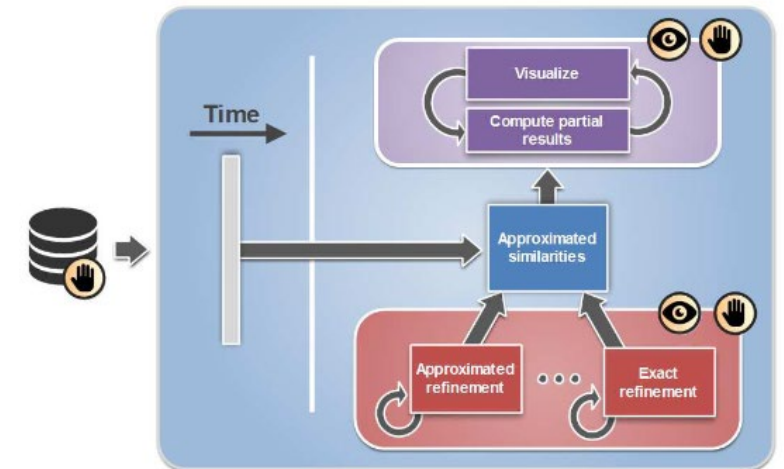 Visualize
Compute partial
results
Time
Approximated
similarities
Approximated
refinement
Exact
refinement